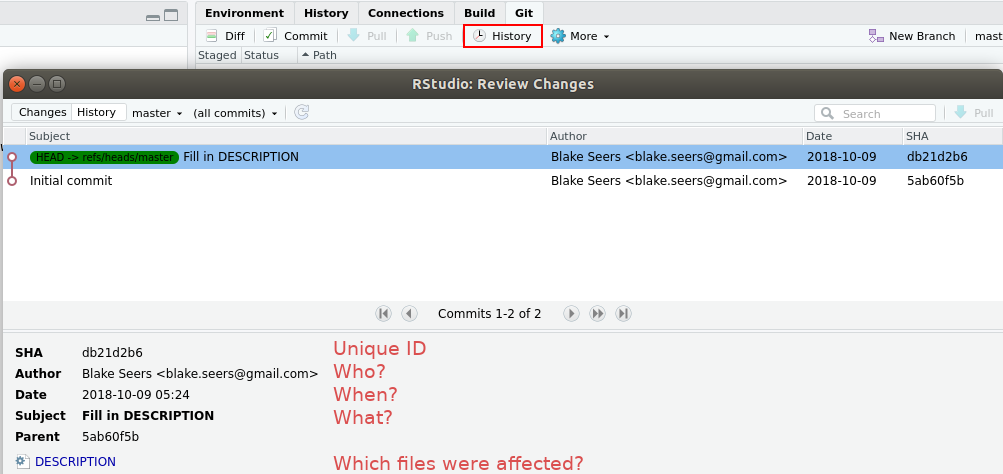 Environment History Connections Build Git
Diff Commit Pull Push History More New Branch mast
Staged Status Path
RStudio: Review Changes
Changes History master (all commits) Search Pull
Subject Author Date SHA
HEAD -> refs/heads/master Fill in DESCRIPTION Blake Seers <blake.seers@gmail.com> 2018-10-09 db21d2b6
Initial commit Blake Seers <blake.seers@gmail.com> 2018-10-09 5ab60f5b
Commits 1-2 of 2
SHA db21d2b6 Unique ID
Author Blake Seers <blake.seers@gmail.com> Who?
Date 2018-10-09 05:24 When?
Subject Fill in DESCRIPTION What?
Parent 5ab60f5b
DESCRIPTION Which files were affected?